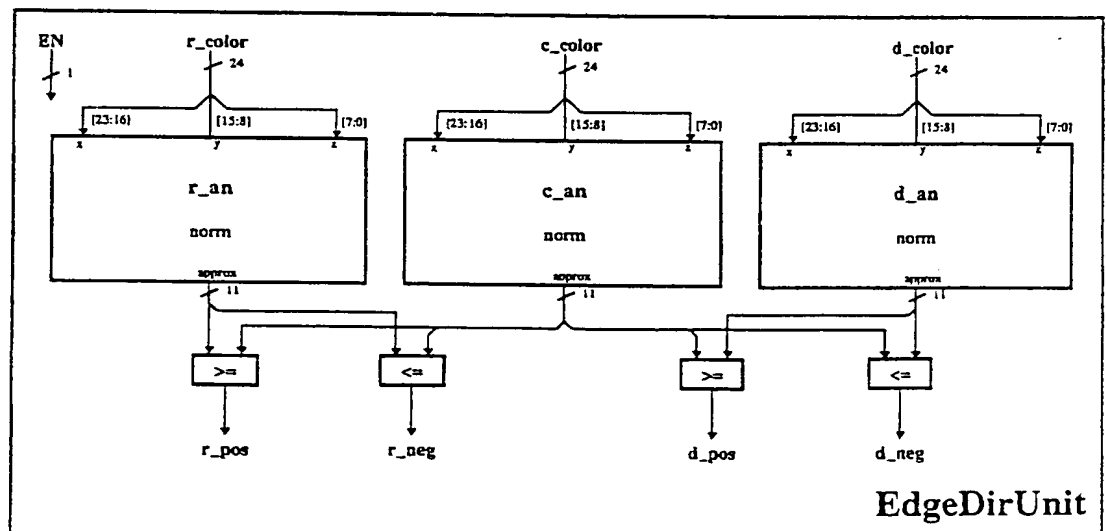 EN r_color c_color d_color
1 24 24 24
[23:16] [15:8] [7:0] [23:16] [15:8] [7:0] [23:16] [15:8] [7:0]
x y z x y z x y z
r_an c_an d_an
norm norm norm
approx approx approx
11 11 11
>= <= >= <=
r_pos r_neg d_pos d_neg
EdgeDirUnit